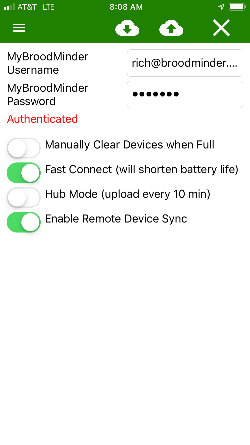 AT&T LTE 8:08 AM
MyBroodMinder
Username
rich@broodminder....
MyBroodMinder
Password
•••••••
Authenticated
Manually Clear Devices when Full
Fast Connect (will shorten battery life)
Hub Mode (upload every 10 min)
Enable Remote Device Sync